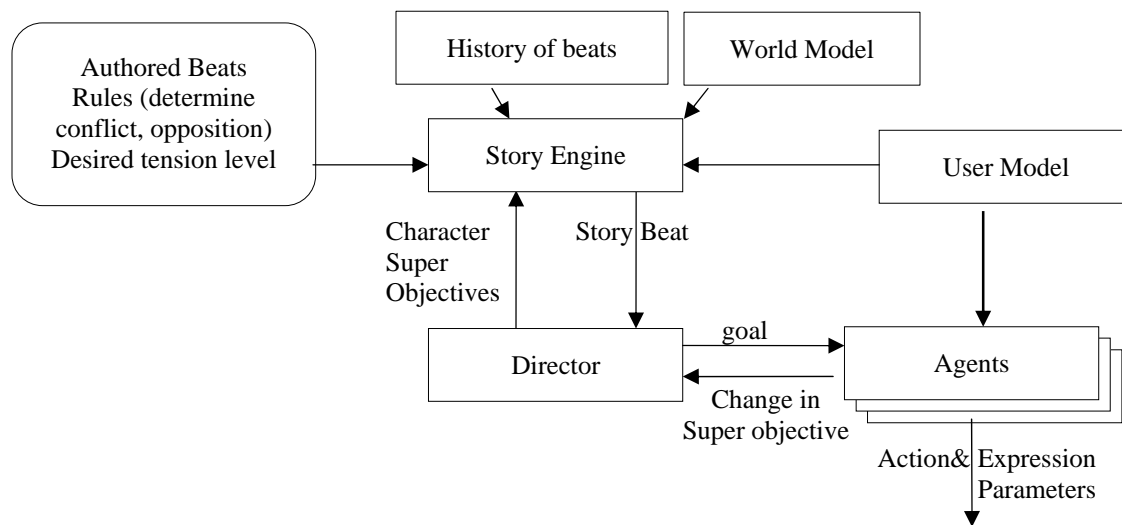 History of beats
World Model
Authored Beats
Rules (determine
conflict, opposition)
Desired tension level
Story Engine
User Model
Character
Super
Objectives
Story Beat
goal
Director
Agents
Change in
Super objective
Action& Expression
Parameters